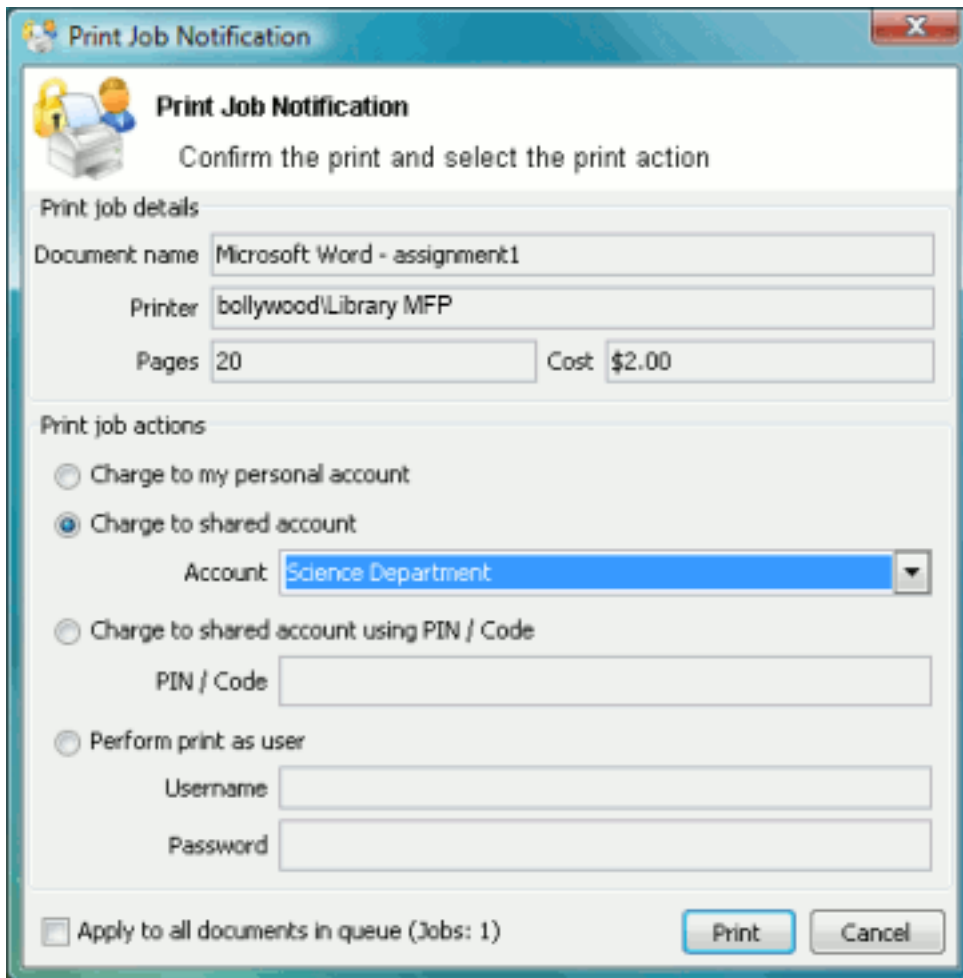 Print Job Notification
Print Job Notification
Confirm the print and select the print action
Print job details
Document name Microsoft Word - assignment1
Printer bollywood\Library MFP
Pages 20 Cost $2.00
Print job actions
Charge to my personal account
Charge to shared account
Account Science Department
Charge to shared account using PIN / Code
PIN / Code
Perform print as user
Username
Password
Apply to all documents in queue (Jobs: 1) Print Cancel